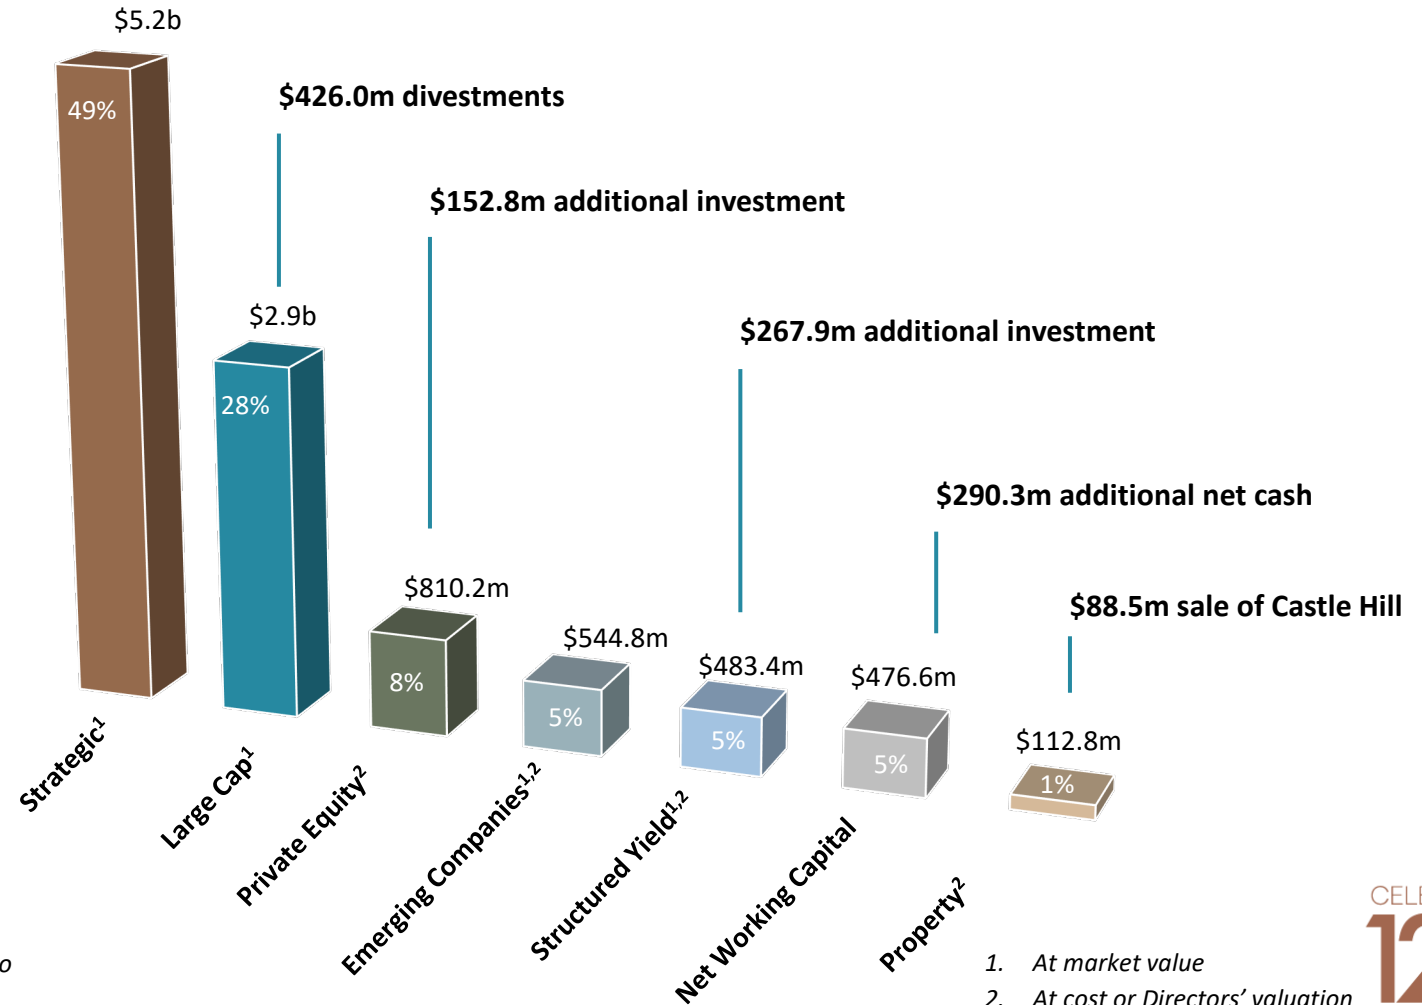 $5.2b
49%
$426.0m divestments
$152.8m additional investment
$2.9b
$267.9m additional investment
28%
$290.3m additional net cash
$810.2m
$88.5m sale of Castle Hill
$544.8m
$483.4m
$476.6m
8%
5%
5%
5%
$112.8m
1%
Strategic¹
Large Cap¹
Private Equity²
Emerging Companies¹,²
Structured Yield¹,²
Net Working Capital
Property²
CELE
12
o
1. At market value
2. At cost or Directors' valuation